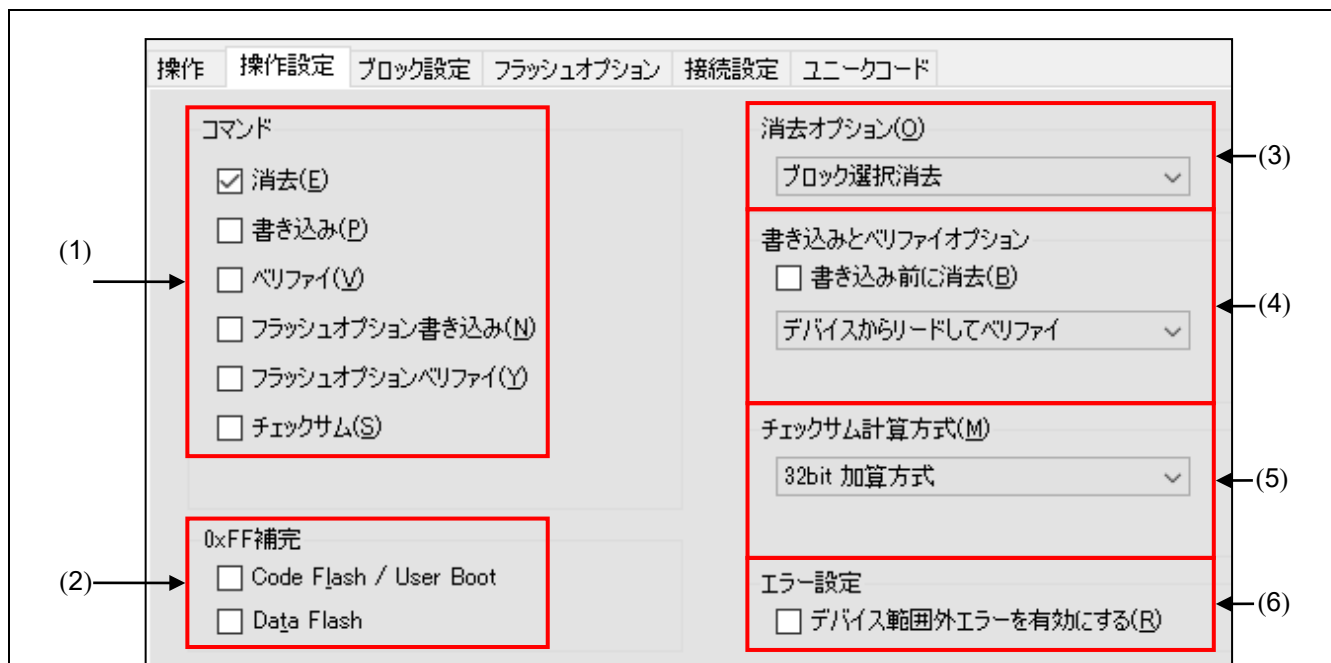 操作 操作設定 ブロック設定 フラッシュオプション 接続設定 ユニークコード
(1)
コマンド
消去(E)
書き込み(P)
ベリファイ(V)
フラッシュオプション書き込み(N)
フラッシュオプションベリファイ(Y)
チェックサム(S)
(2)
0xFF補完
Code Flash / User Boot
Data Flash
消去オプション(O)
ブロック選択消去
(3)
書き込みとベリファイオプション
書き込み前に消去(B)
デバイスからリードしてベリファイ
(4)
チェックサム計算方式(M)
32bit 加算方式
(5)
エラー設定
デバイス範囲外エラーを有効にする(R)
(6)